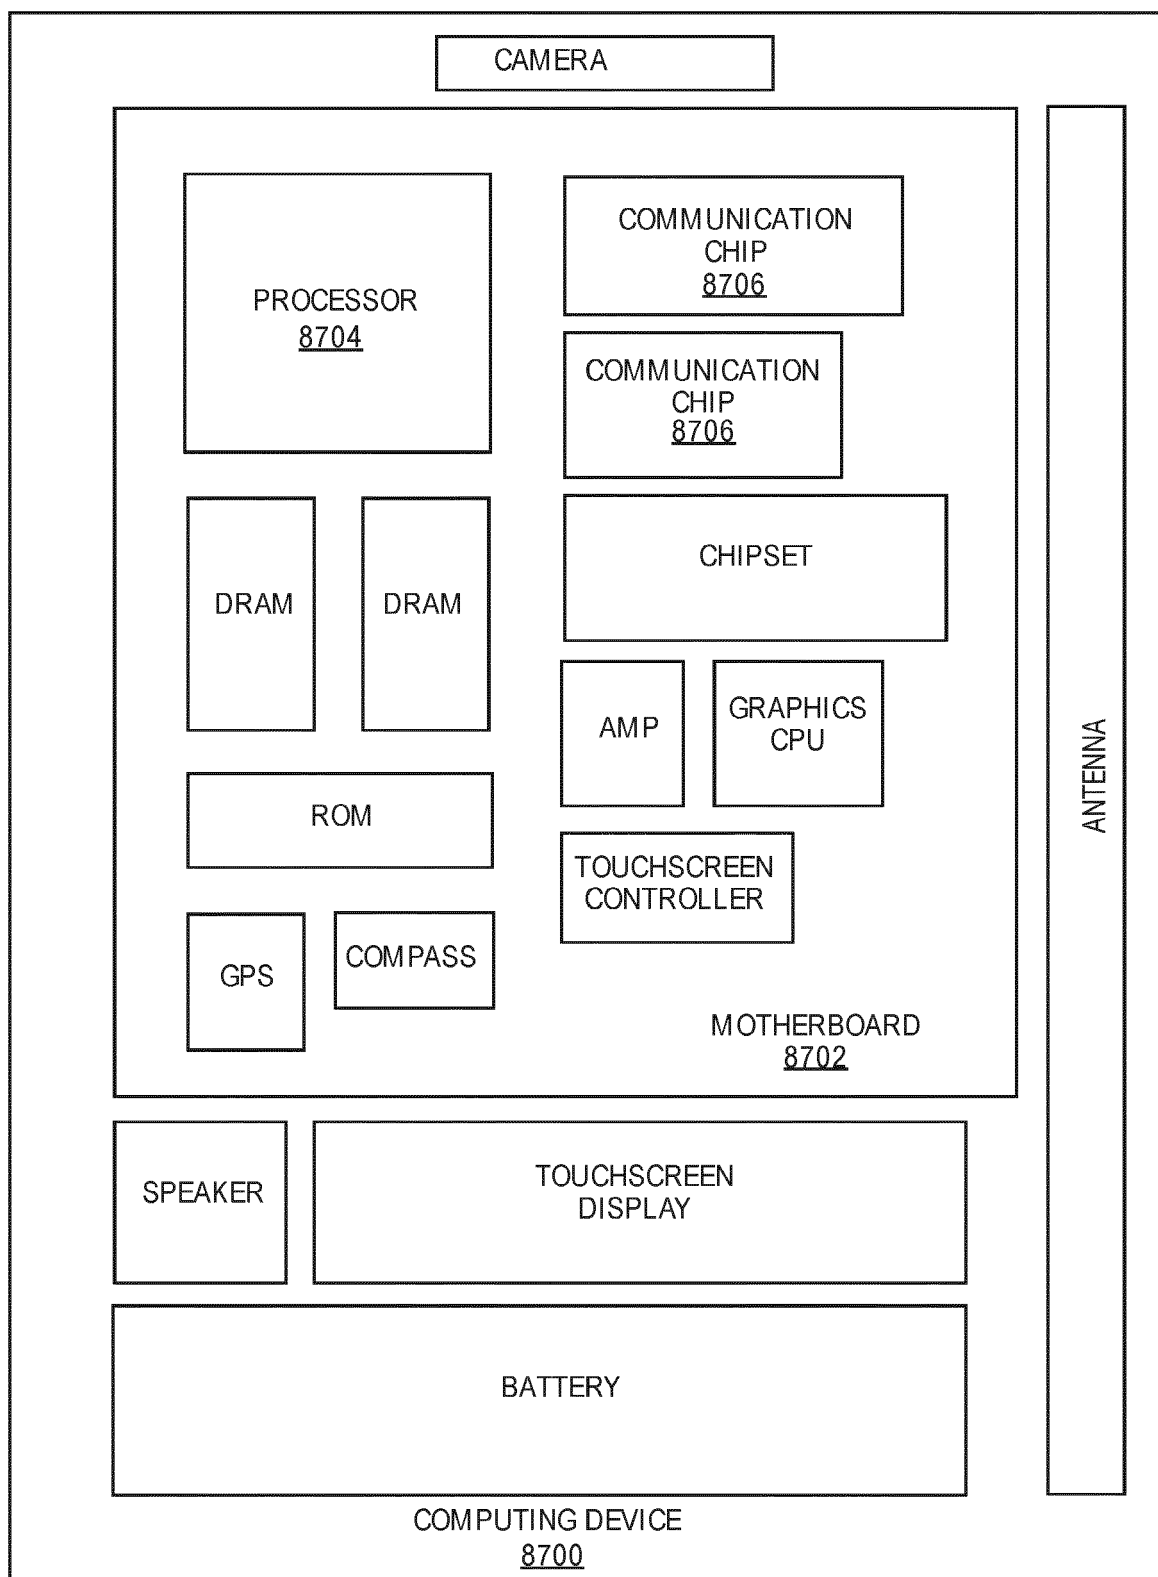 CAMERA
PROCESSOR
8704
COMMUNICATION
CHIP
8706
COMMUNICATION
CHIP
8706
DRAM
DRAM
CHIPSET
AMP
GRAPHICS
CPU
ROM
TOUCHSCREEN
CONTROLLER
GPS
COMPASS
MOTHERBOARD
8702
ANTENNA
SPEAKER
TOUCHSCREEN
DISPLAY
BATTERY
COMPUTING DEVICE
8700